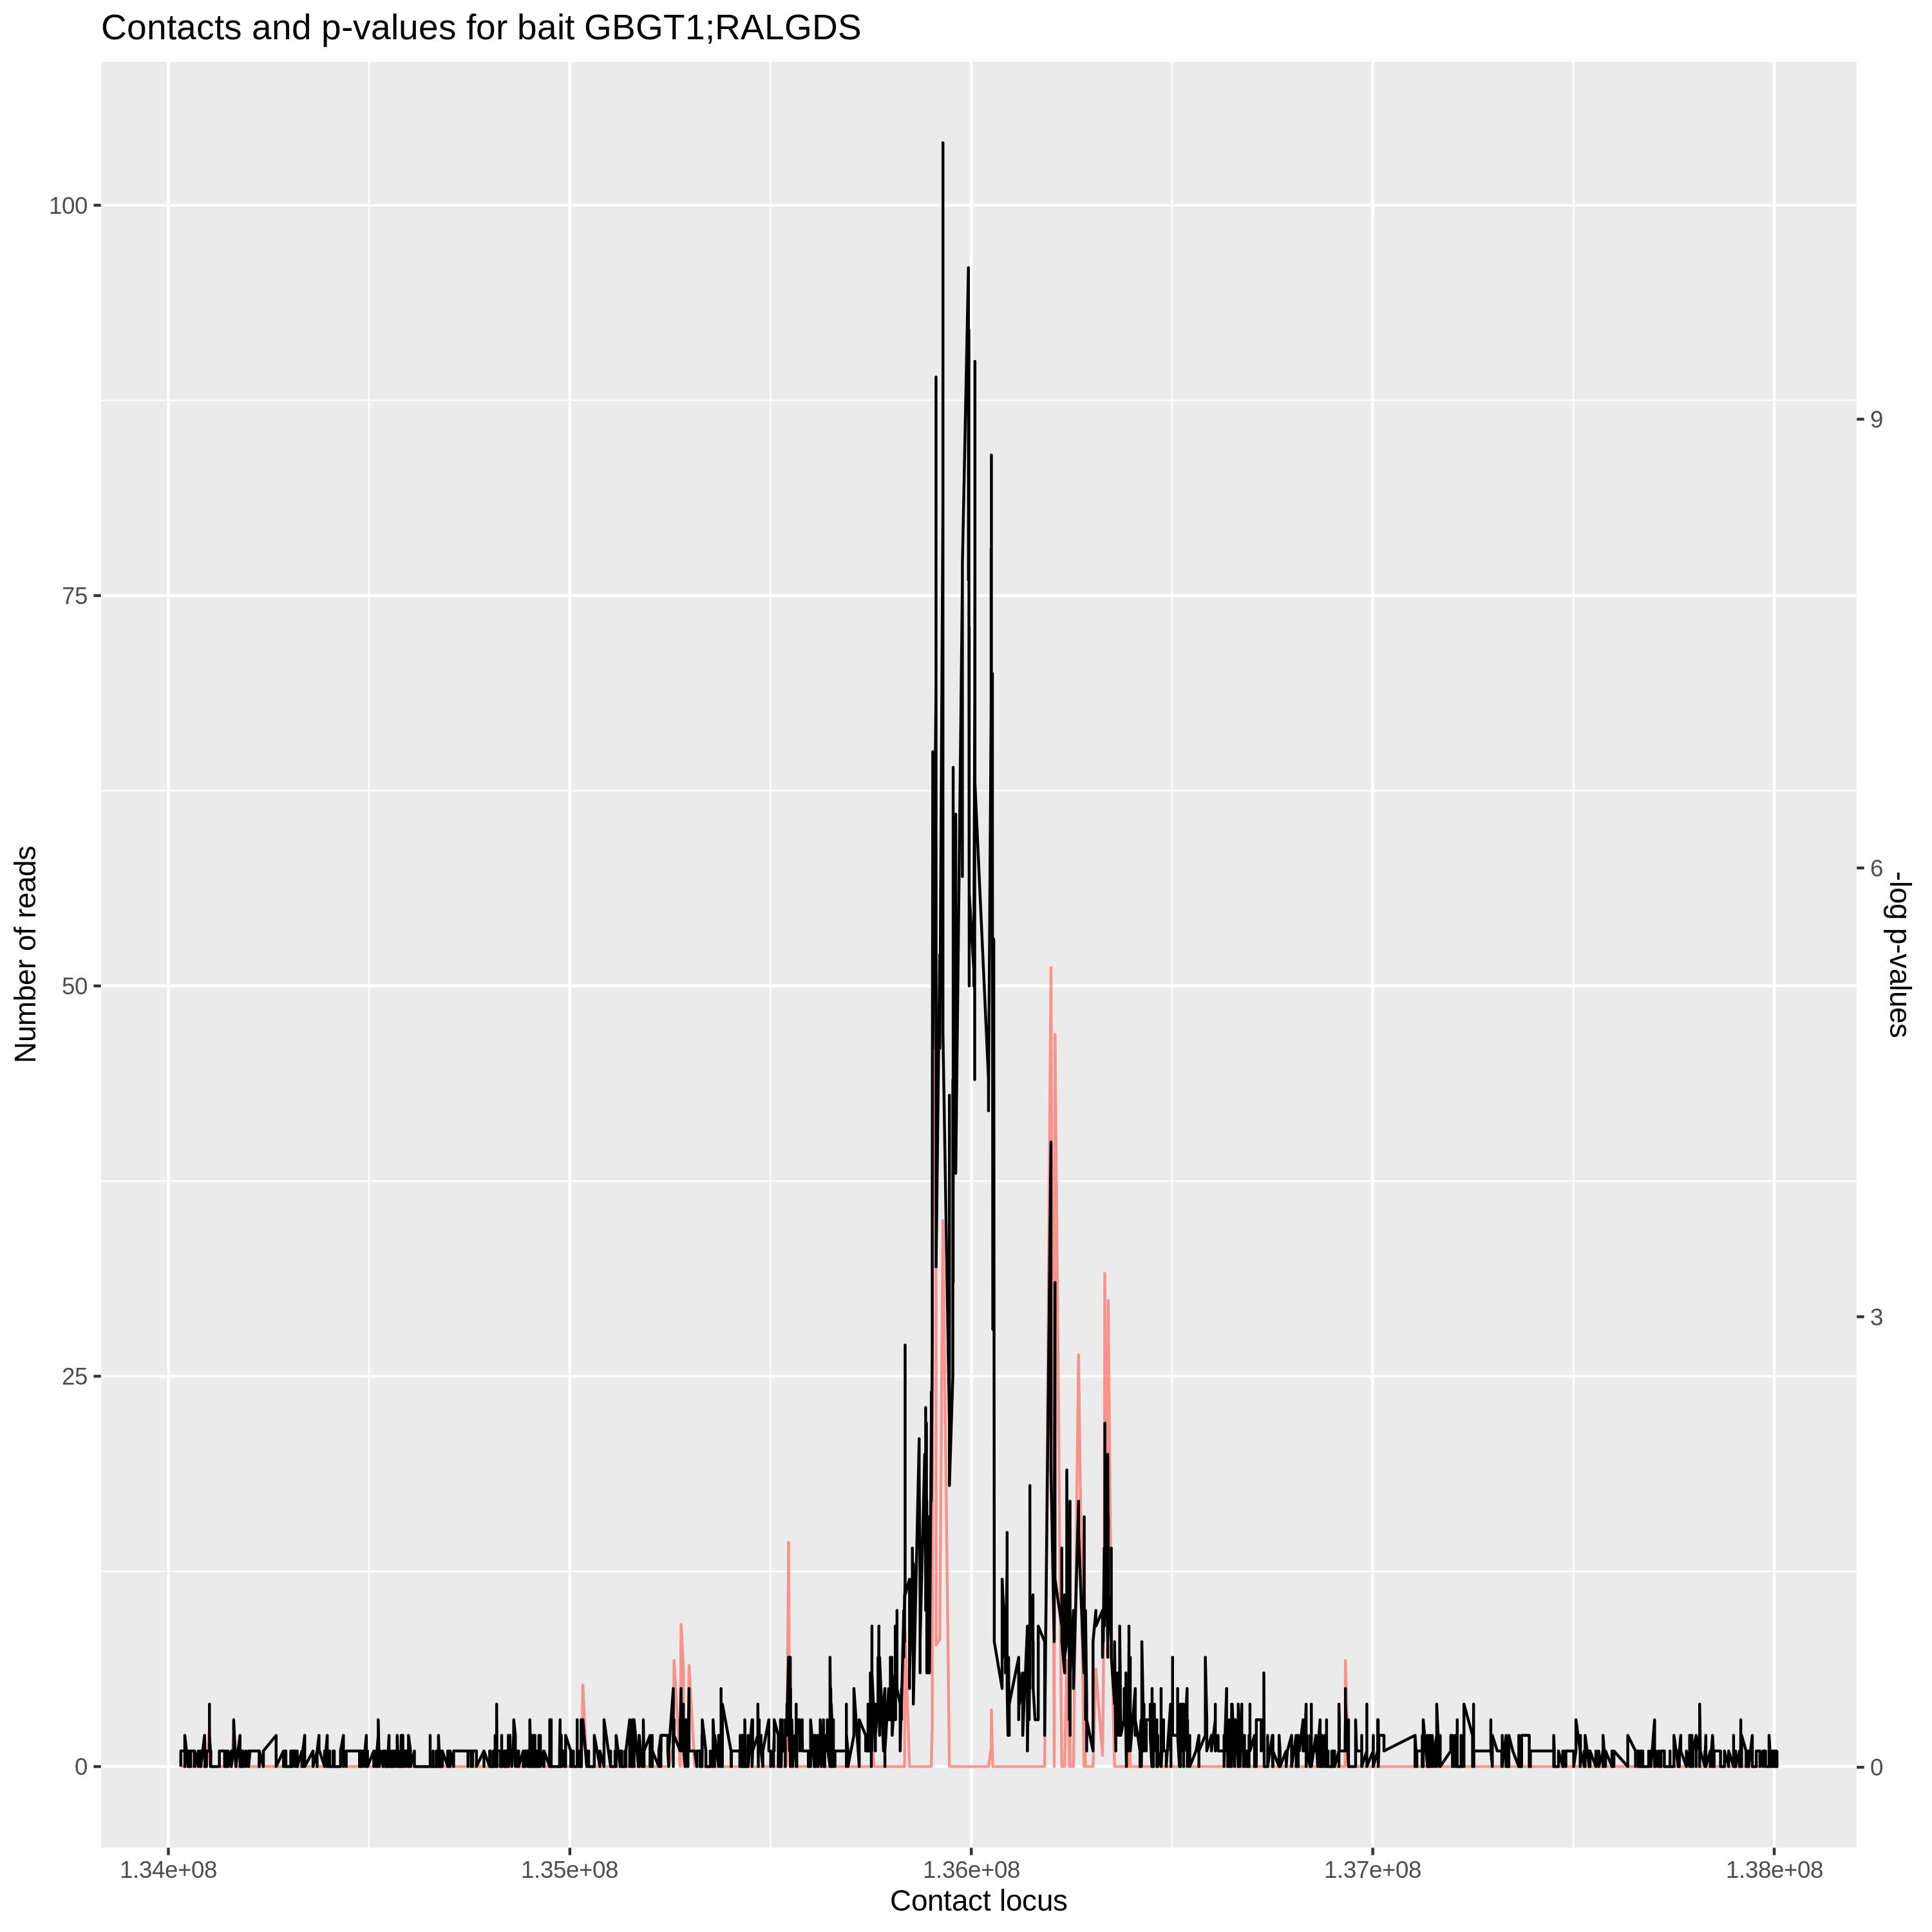 Contacts and p-values for bait GBGT1;RALGDS
100
75
50
25
0
Number of reads
9
6
3
0
-log p-values
1.34e+08
1.35e+08
1.36e+08
1.37e+08
1.38e+08
Contact locus